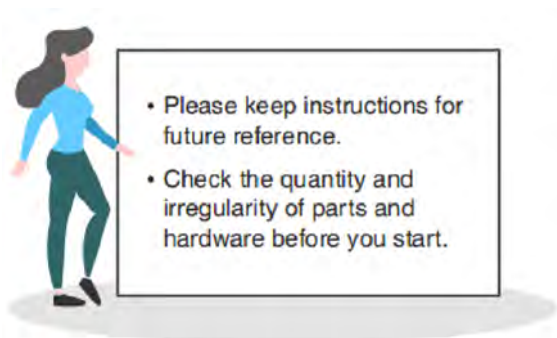 • Please keep instructions for
future reference.
• Check the quantity and
irregularity of parts and
hardware before you start.